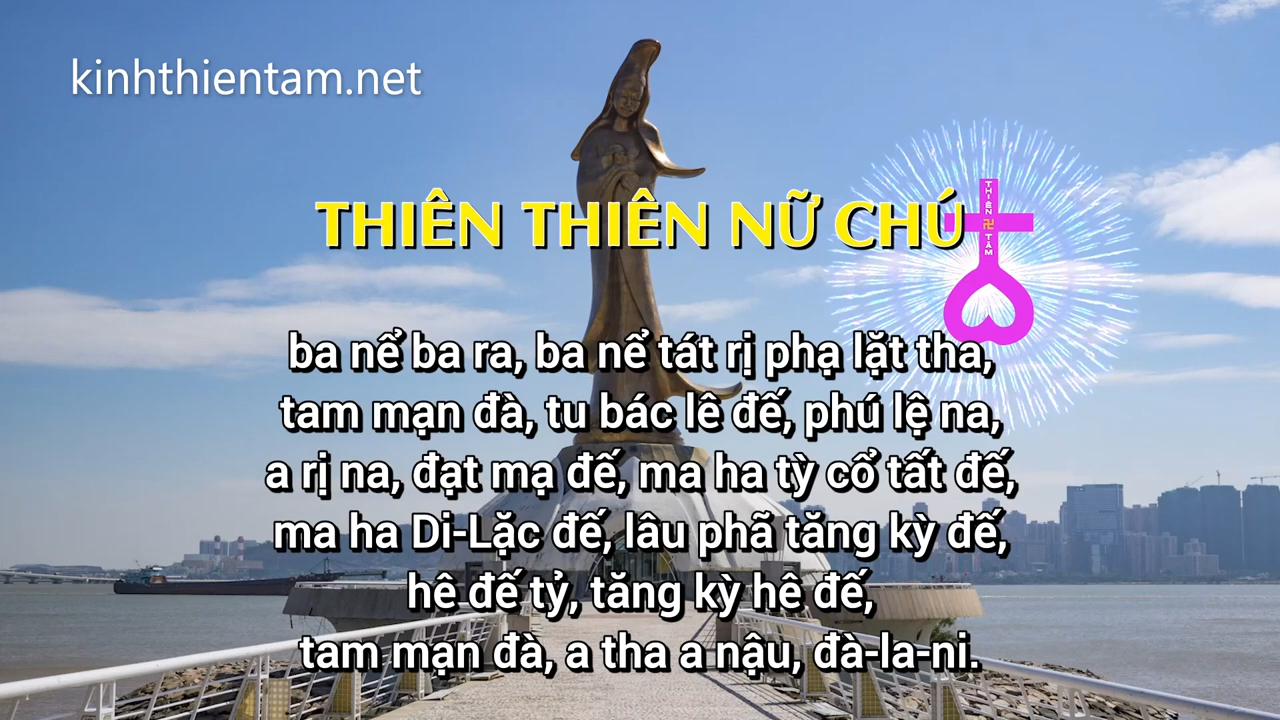 kinhthientam.net
THIÊN THIÊN NỮ CHÚ
THIÊN
卍
TÂM
ba nể ba ra, ba nể tát rị phạ lặt tha,
tam mạn đà, tu bác lê đế, phú lệ na,
a rị na, đạt mạ đế, ma ha tỳ cổ tất đế,
ma ha Di-Lặc đế, lâu phã tăng kỳ đế,
hê đế tỷ, tăng kỳ hê đế,
tam mạn đà, a tha a nậu, đà-la-ni.